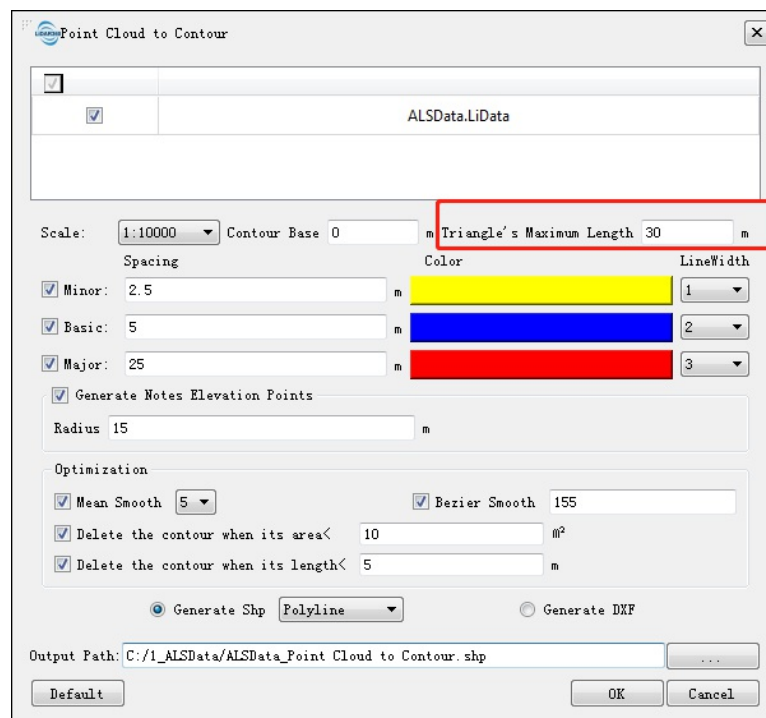 Point Cloud to Contour
ALSData.LiData
Scale: 1:10000 Contour Base 0 m Triangle's Maximum Length 30 m
Spacing Color LineWidth
Minor: 2.5 m 1
Basic: 5 m 2
Major: 25 m 3
Generate Notes Elevation Points
Radius 15 m
Optimization
Mean Smooth 5 Bezier Smooth 155
Delete the contour when its area< 10 m²
Delete the contour when its length< 5 m
Generate Shp Polyline Generate DXF
Output Path: C:/1_ALSData/ALSData_Point Cloud to Contour.shp ...
Default OK Cancel